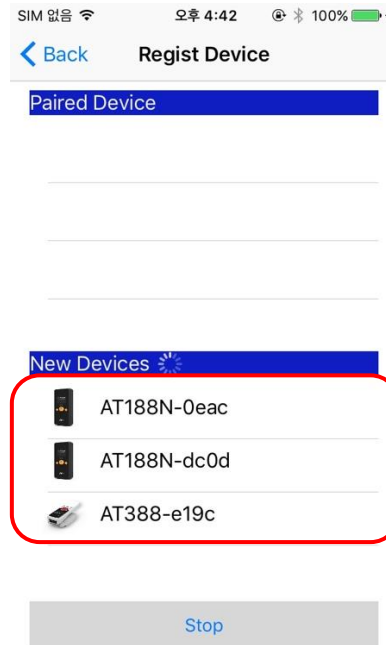 SIM 없음 오후 4:42 100%
Back Regist Device
Paired Device
New Devices
AT188N-0eac
AT188N-dc0d
AT388-e19c
Stop